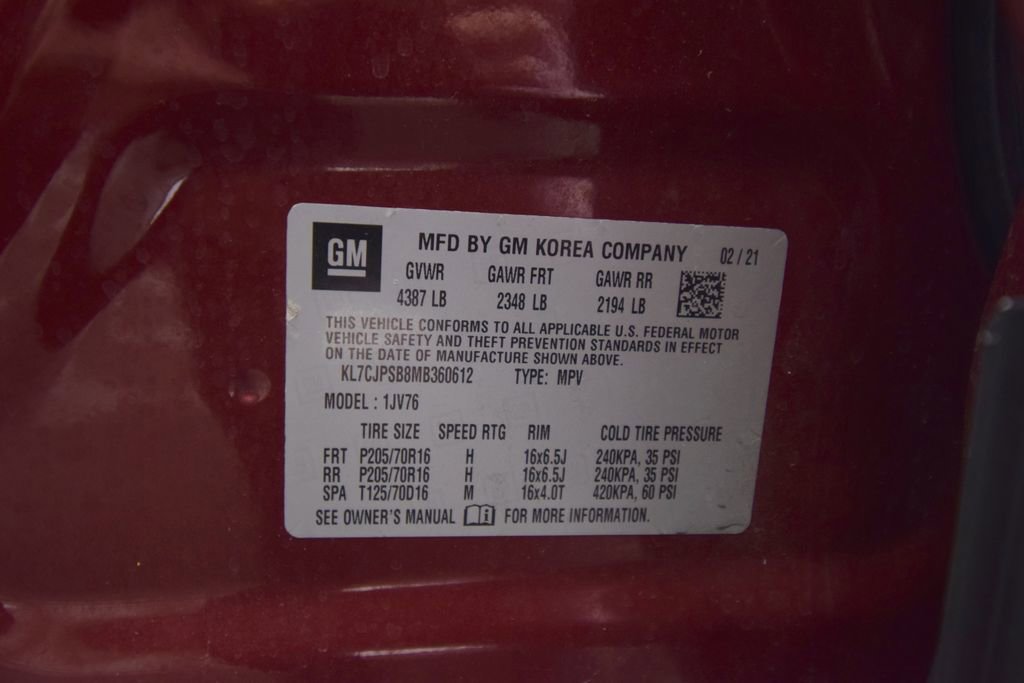 GM
MFD BY GM KOREA COMPANY 02 / 21
GVWR GAWR FRT GAWR RR
4387 LB 2348 LB 2194 LB
THIS VEHICLE CONFORMS TO ALL APPLICABLE U.S. FEDERAL MOTOR
VEHICLE SAFETY AND THEFT PREVENTION STANDARDS IN EFFECT
ON THE DATE OF MANUFACTURE SHOWN ABOVE.
KL7CJPSB8MB360612 TYPE: MPV
MODEL : 1JV76
TIRE SIZE SPEED RTG RIM COLD TIRE PRESSURE
FRT P205/70R16 H 16x6.5J 240KPA, 35 PSI
RR P205/70R16 H 16x6.5J 240KPA, 35 PSI
SPA T125/70D16 M 16x4.0T 420KPA, 60 PSI
SEE OWNER'S MANUAL i FOR MORE INFORMATION.